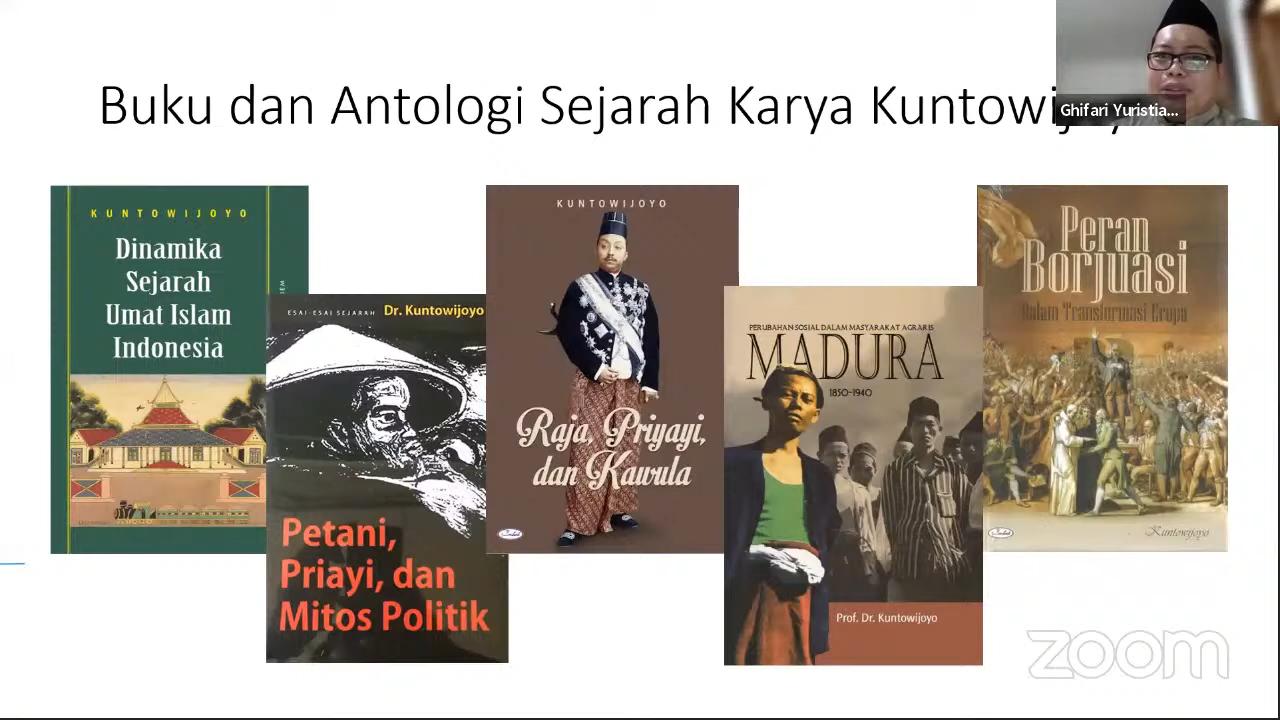 Buku dan Antologi Sejarah Karya Kuntowijoyo
Ghifari Yuristia...
KUNTOWIJOYO
Dinamika
Sejarah
Umat Islam
Indonesia
ESAI-ESAI SEJARAH Dr. Kuntowijoyo
Petani,
Priayi, dan
Mitos Politik
KUNTOWIJOYO
Raja, Priyayi,
dan Kawula
PERUBAHAN SOSIAL DALAM MASYARAKAT AGRARIS
MADURA
1850-1940
Prof. Dr. Kuntowijoyo
Peran
Borjuasi
Dalam Transformasi Eropa
Kuntowijoyo
zoom